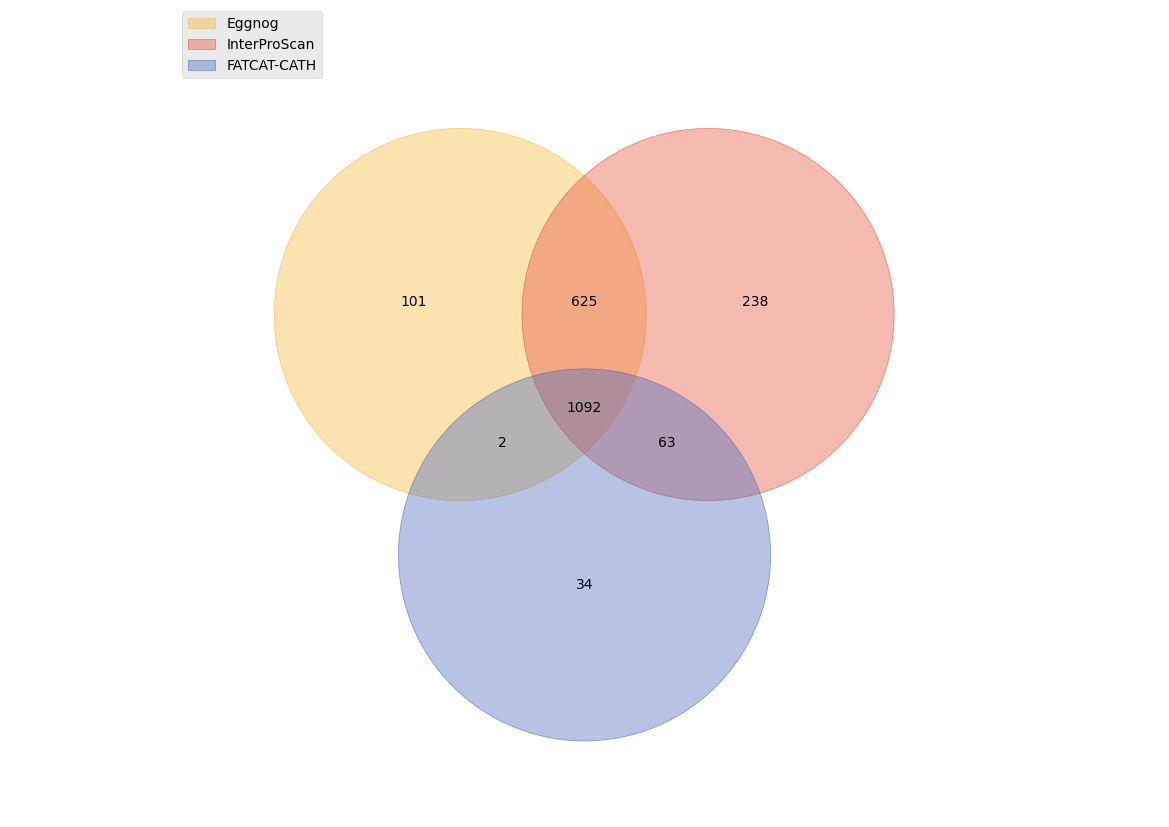 Eggnog
InterProScan
FATCAT-CATH
101
625
238
1092
2
63
34